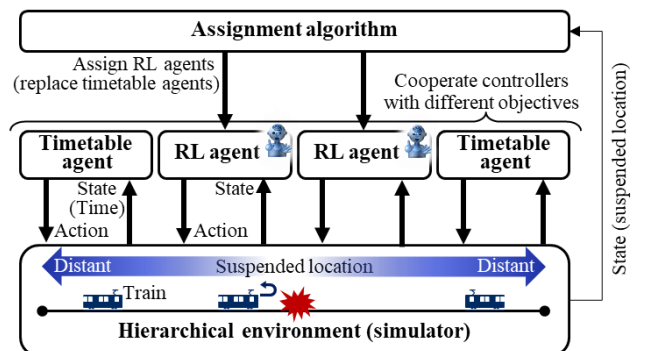 Assignment algorithm
Assign RL agents
(replace timetable agents)
Cooperate controllers
with different objectives
State (suspended location)
Timetable
agent
RL agent
RL agent
Timetable
agent
State
(Time)
Action
State
Action
Distant
Suspended location
Distant
Train
Hierarchical environment (simulator)